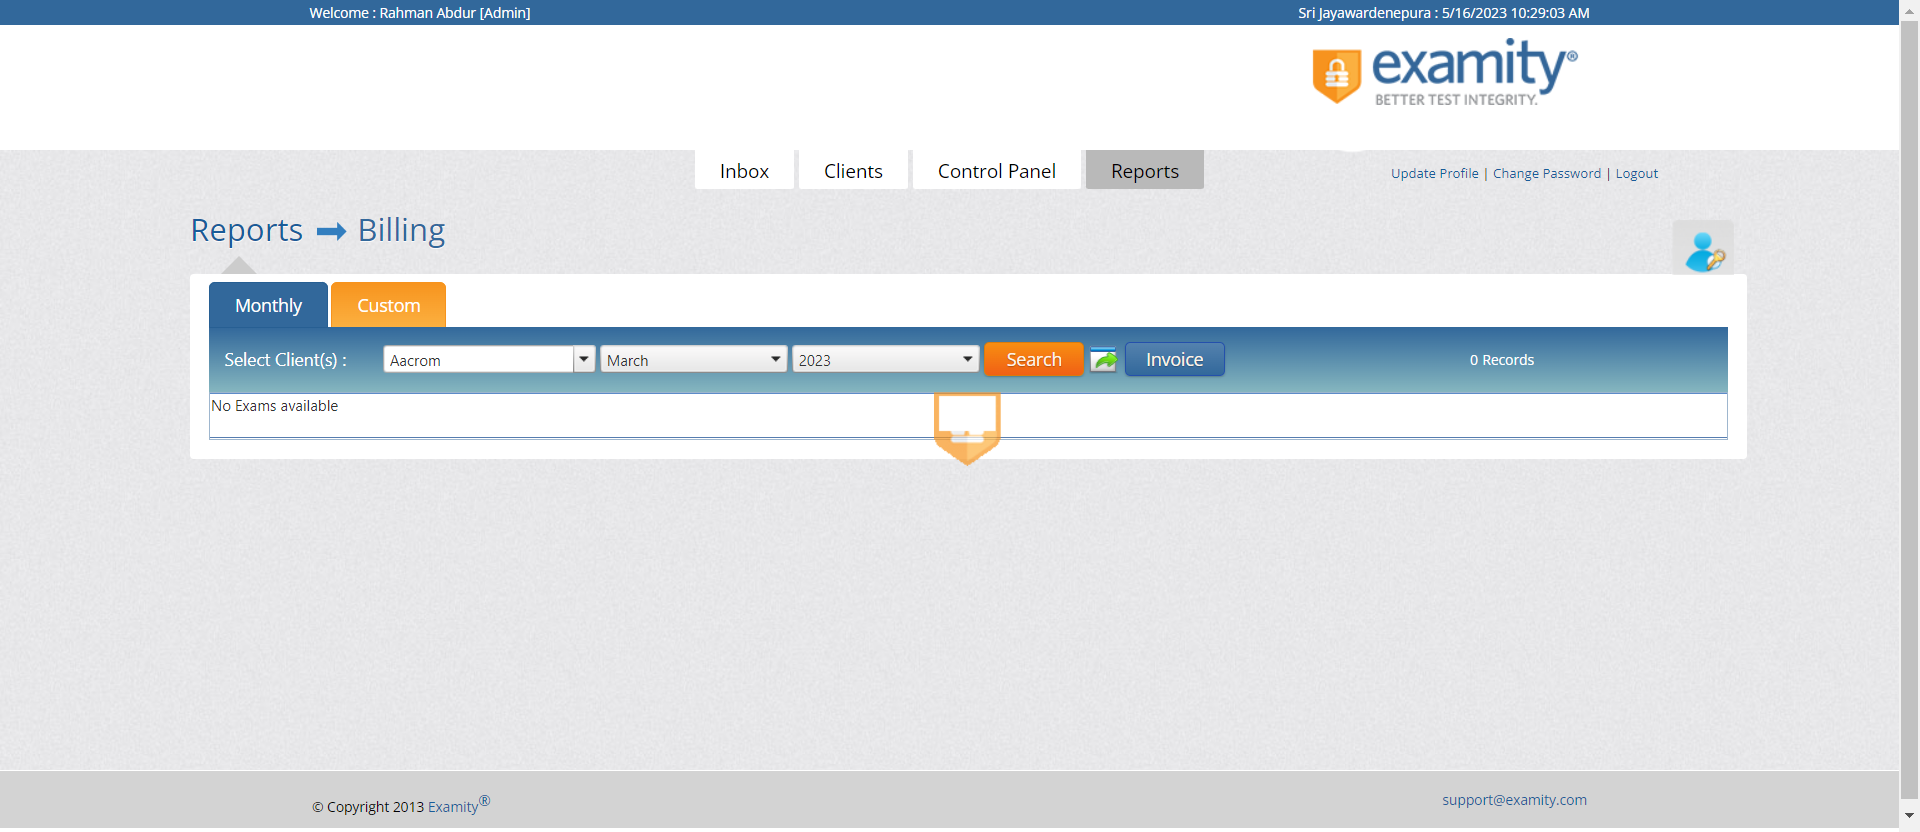 Welcome : Rahman Abdur [Admin]
Sri Jayawardenepura : 5/16/2023 10:29:03 AM
examity®
BETTER TEST INTEGRITY.
Inbox
Clients
Control Panel
Reports
Update Profile | Change Password | Logout
Reports Billing
Monthly
Custom
Select Client(s) :
Aacrom
March
2023
Search
Invoice
0 Records
No Exams available
© Copyright 2013 Examity®
support@examity.com